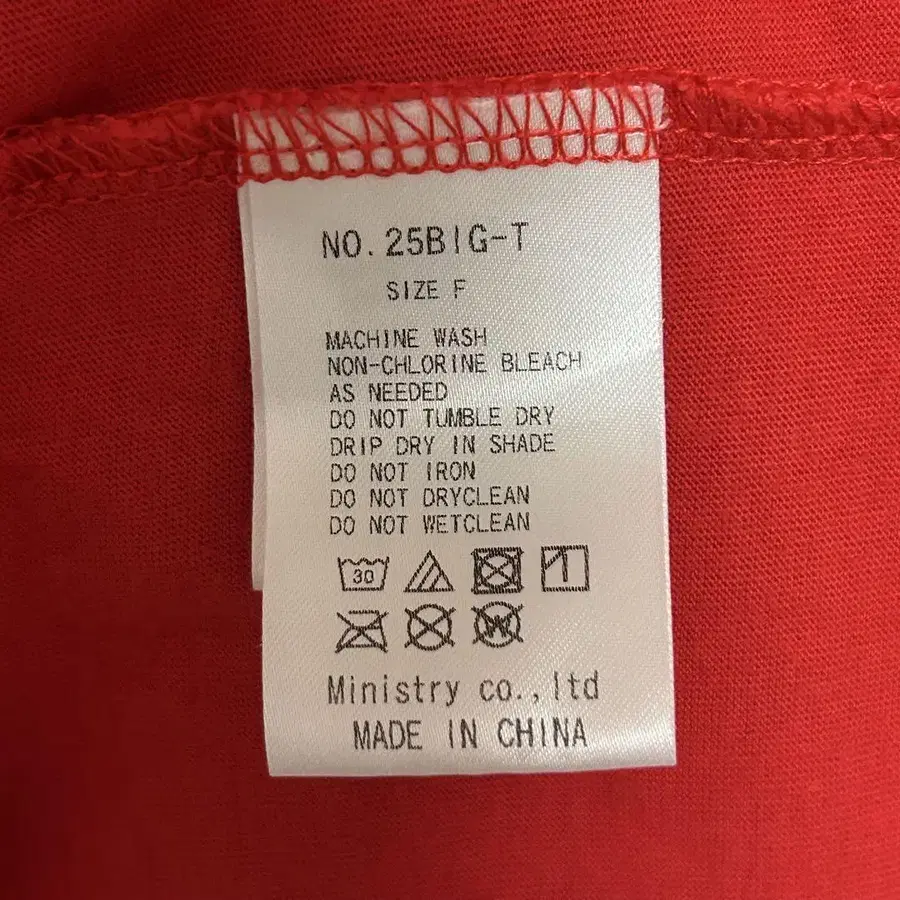 NO. 25BIG-T
SIZE F
MACHINE WASH
NON-CHLORINE BLEACH
AS NEEDED
DO NOT TUMBLE DRY
DRIP DRY IN SHADE
DO NOT IRON
DO NOT DRYCLEAN
DO NOT WETCLEAN
30
W
Ministry co.,ltd
MADE IN CHINA